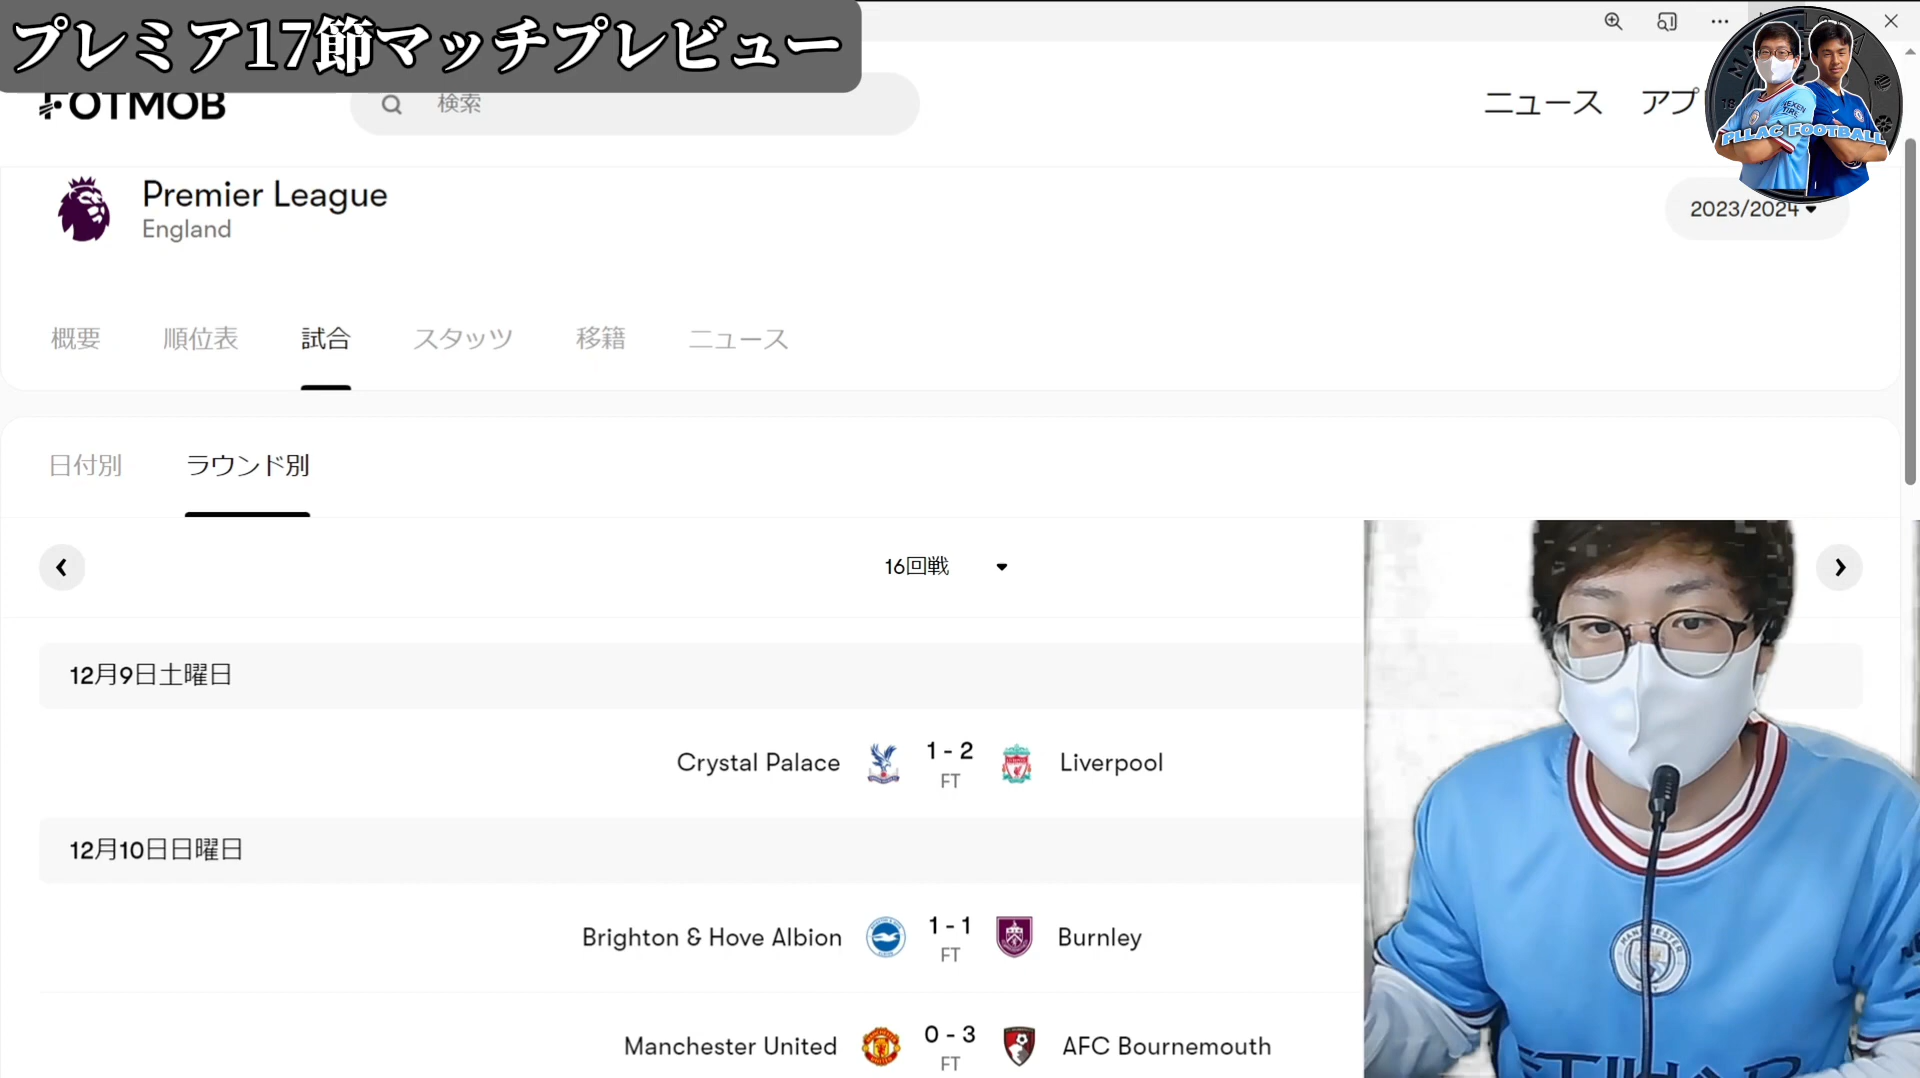 プレミア17節マッチプレビュー
FOTMOB
検索
ニュース
アプ
PLLAC FOOTBALL
Premier League
England
2023/2024
概要
順位表
試合
スタッツ
移籍
ニュース
日付別
ラウンド別
16回戦
12月9日土曜日
Crystal Palace
1 - 2
FT
Liverpool
12月10日日曜日
Brighton & Hove Albion
1 - 1
FT
Burnley
Manchester United
0 - 3
FT
AFC Bournemouth
MANCHESTER
CITY
ETIHAD